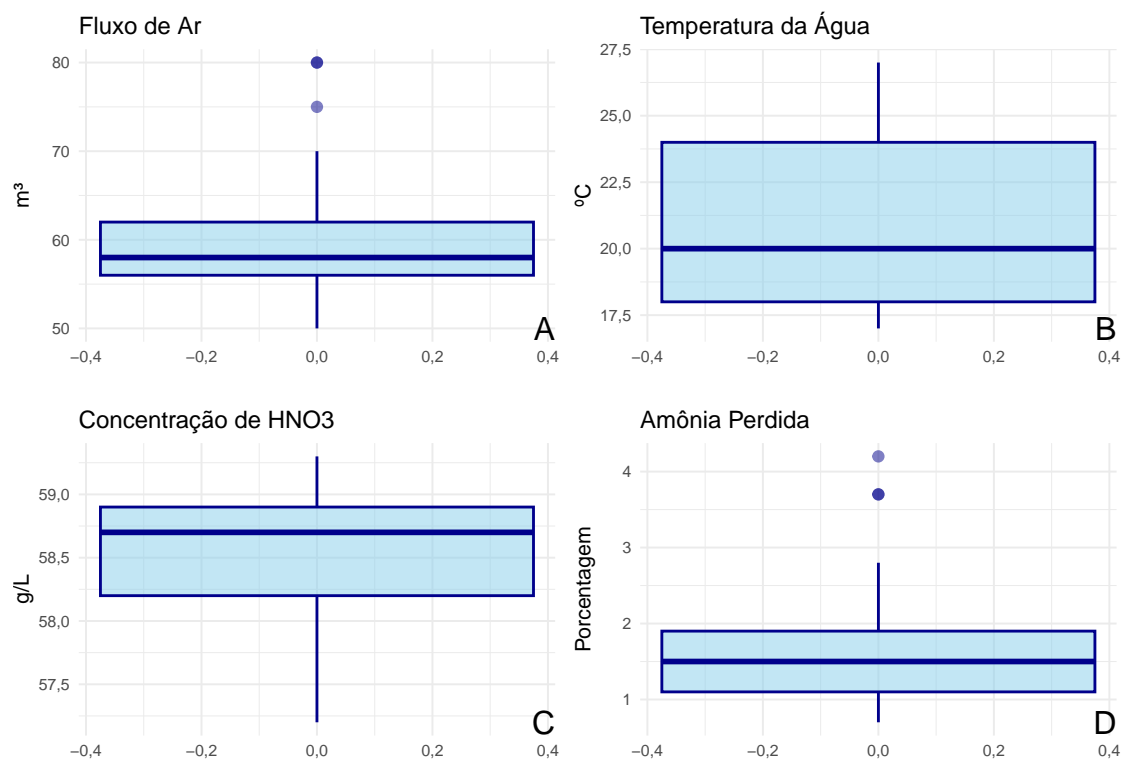 Fluxo de Ar
80
70
60
50
m³
−0,4 −0,2 0,0 0,2 0,4
A
Temperatura da Água
27,5
25,0
22,5
20,0
17,5
ºC
−0,4 −0,2 0,0 0,2 0,4
B
Concentração de HNO3
59,0
58,5
58,0
57,5
g/L
−0,4 −0,2 0,0 0,2 0,4
C
Amônia Perdida
4
3
2
1
Porcentagem
−0,4 −0,2 0,0 0,2 0,4
D